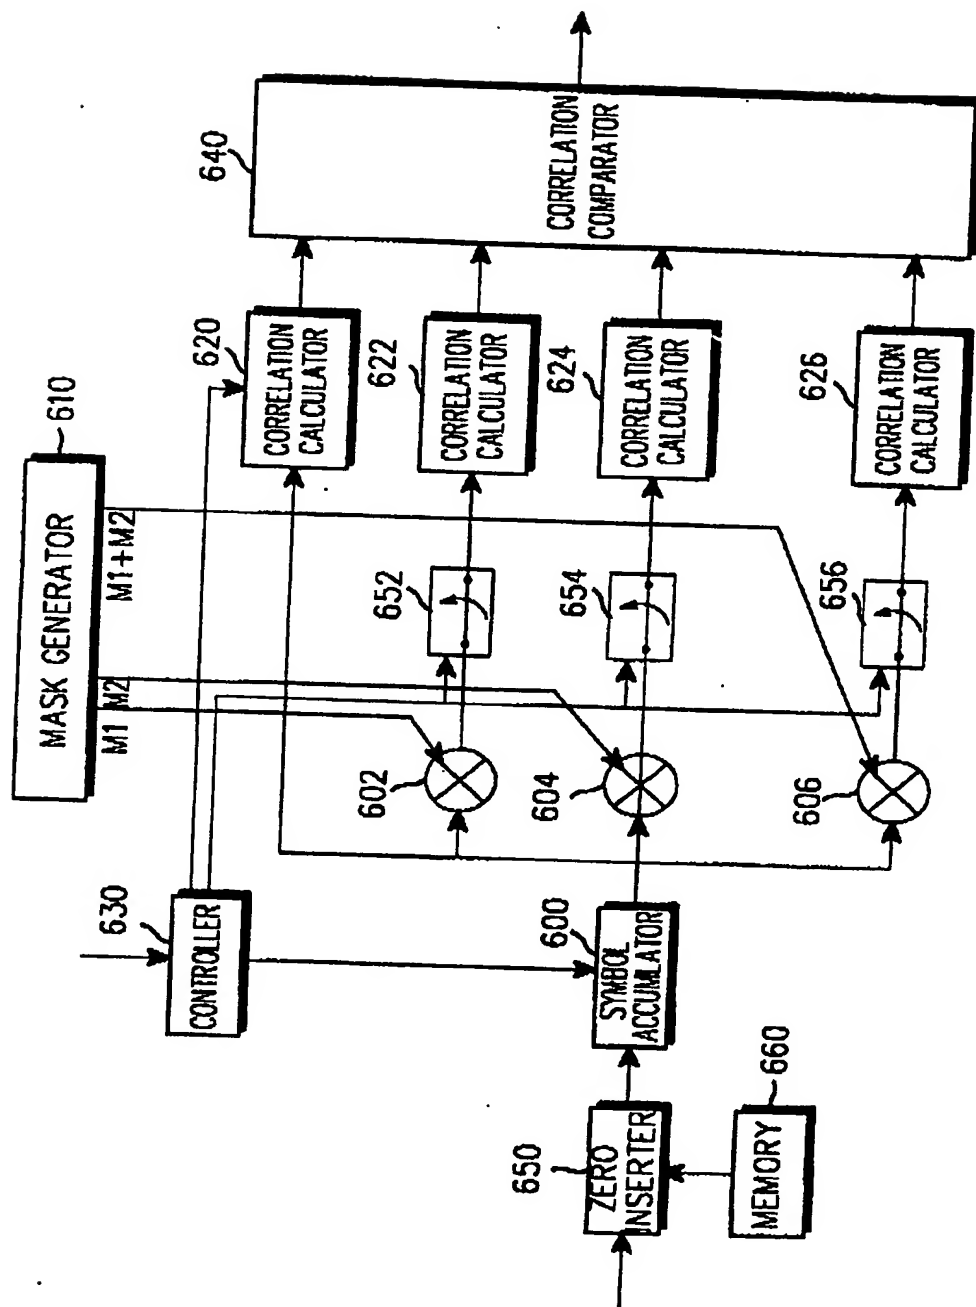 610
MASK GENERATOR
M1
M2
M1+M2
630
CONTROLLER
620
CORRELATION
CALCULATOR
640
CORRELATION
COMPARATOR
602
652
622
CORRELATION
CALCULATOR
650
ZERO
INSERTER
600
SYMBOL
ACCUMLATOR
604
654
624
CORRELATION
CALCULATOR
660
MEMORY
606
656
626
CORRELATION
CALCULATOR